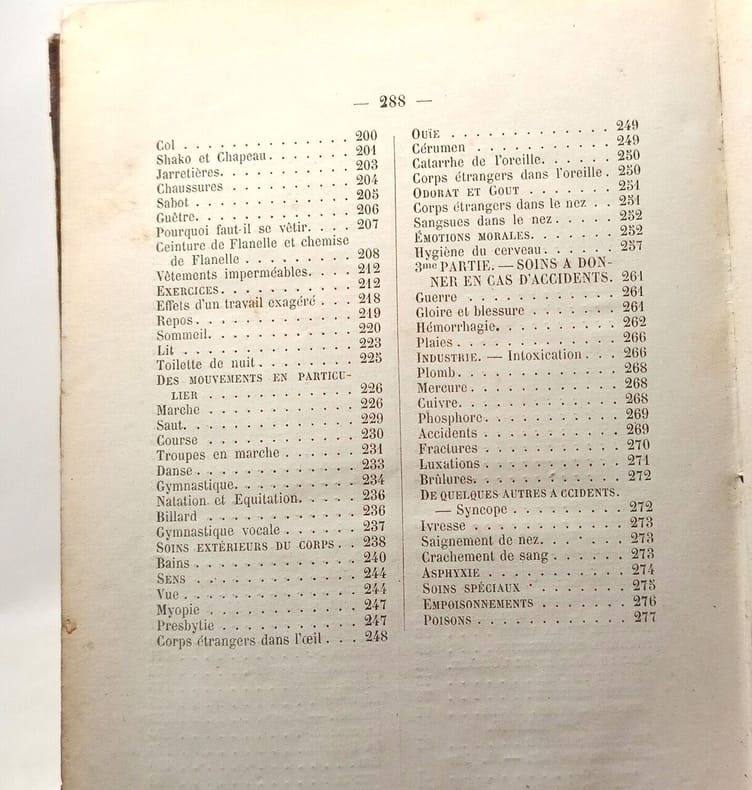 — 288 —
Col . . . . . . . . . . . . . 200
Shako et Chapeau . . . . . . . 201
Jarretières. . . . . . . . . . 203
Chaussures . . . . . . . . . . 204
Sabot . . . . . . . . . . . . 205
Guêtre. . . . . . . . . . . . 206
Pourquoi faut-il se vêtir. . . . 207
Ceinture de Flanelle et chemise
de Flanelle . . . . . . . . . 208
Vêtements imperméables. . . . 212
EXERCICES. . . . . . . . . . . 212
Effets d'un travail exagéré . . . 218
Repos . . . . . . . . . . . . 219
Sommeil. . . . . . . . . . . . 220
Lit . . . . . . . . . . . . . 223
Toilette de nuit . . . . . . . . 225
DES MOUVEMENTS EN PARTICU-
LIER . . . . . . . . . . . . 226
Marche . . . . . . . . . . . . 226
Saut. . . . . . . . . . . . . 229
Course . . . . . . . . . . . . 230
Troupes en marche . . . . . . 231
Danse . . . . . . . . . . . . 233
Gymnastique. . . . . . . . . . 234
Natation et Equitation. . . . . 236
Billard . . . . . . . . . . . . 236
Gymnastique vocale . . . . . . 237
SOINS EXTÉRIEURS DU CORPS. . . 238
Bains . . . . . . . . . . . . 240
SENS . . . . . . . . . . . . 244
Vue . . . . . . . . . . . . . 244
Myopie . . . . . . . . . . . . 247
Presbytie . . . . . . . . . . . 247
Corps étrangers dans l'œil . . . 248
OUÏE . . . . . . . . . . . . 249
Cérumen . . . . . . . . . . . 249
Catarrhe de l'oreille. . . . . . 250
Corps étrangers dans l'oreille . 250
ODORAT ET GOUT . . . . . . . 251
Corps étrangers dans le nez . . 251
Sangsues dans le nez . . . . . 252
ÉMOTIONS MORALES. . . . . . . 252
Hygiène du cerveau . . . . . . 257
3me PARTIE. — SOINS A DON-
NER EN CAS D'ACCIDENTS. 261
Guerre . . . . . . . . . . . . 261
Gloire et blessure . . . . . . . 261
Hémorrhagie. . . . . . . . . . 262
Plaies . . . . . . . . . . . . 266
INDUSTRIE. — Intoxication . . . 266
Plomb . . . . . . . . . . . . 268
Mercure . . . . . . . . . . . 268
Cuivre. . . . . . . . . . . . 268
Phosphore . . . . . . . . . . 269
Accidents . . . . . . . . . . 269
Fractures . . . . . . . . . . 270
Luxations . . . . . . . . . . 271
Brûlures. . . . . . . . . . . 272
DE QUELQUES AUTRES A CCIDENTS.
— Syncope . . . . . . . . . 272
Ivresse . . . . . . . . . . . 273
Saignement de nez. . . . . . 273
Crachement de sang . . . . . 273
ASPHYXIE . . . . . . . . . . 274
SOINS SPÉCIAUX . . . . . . . 275
EMPOISONNEMENTS . . . . . . 276
POISONS . . . . . . . . . . . 277